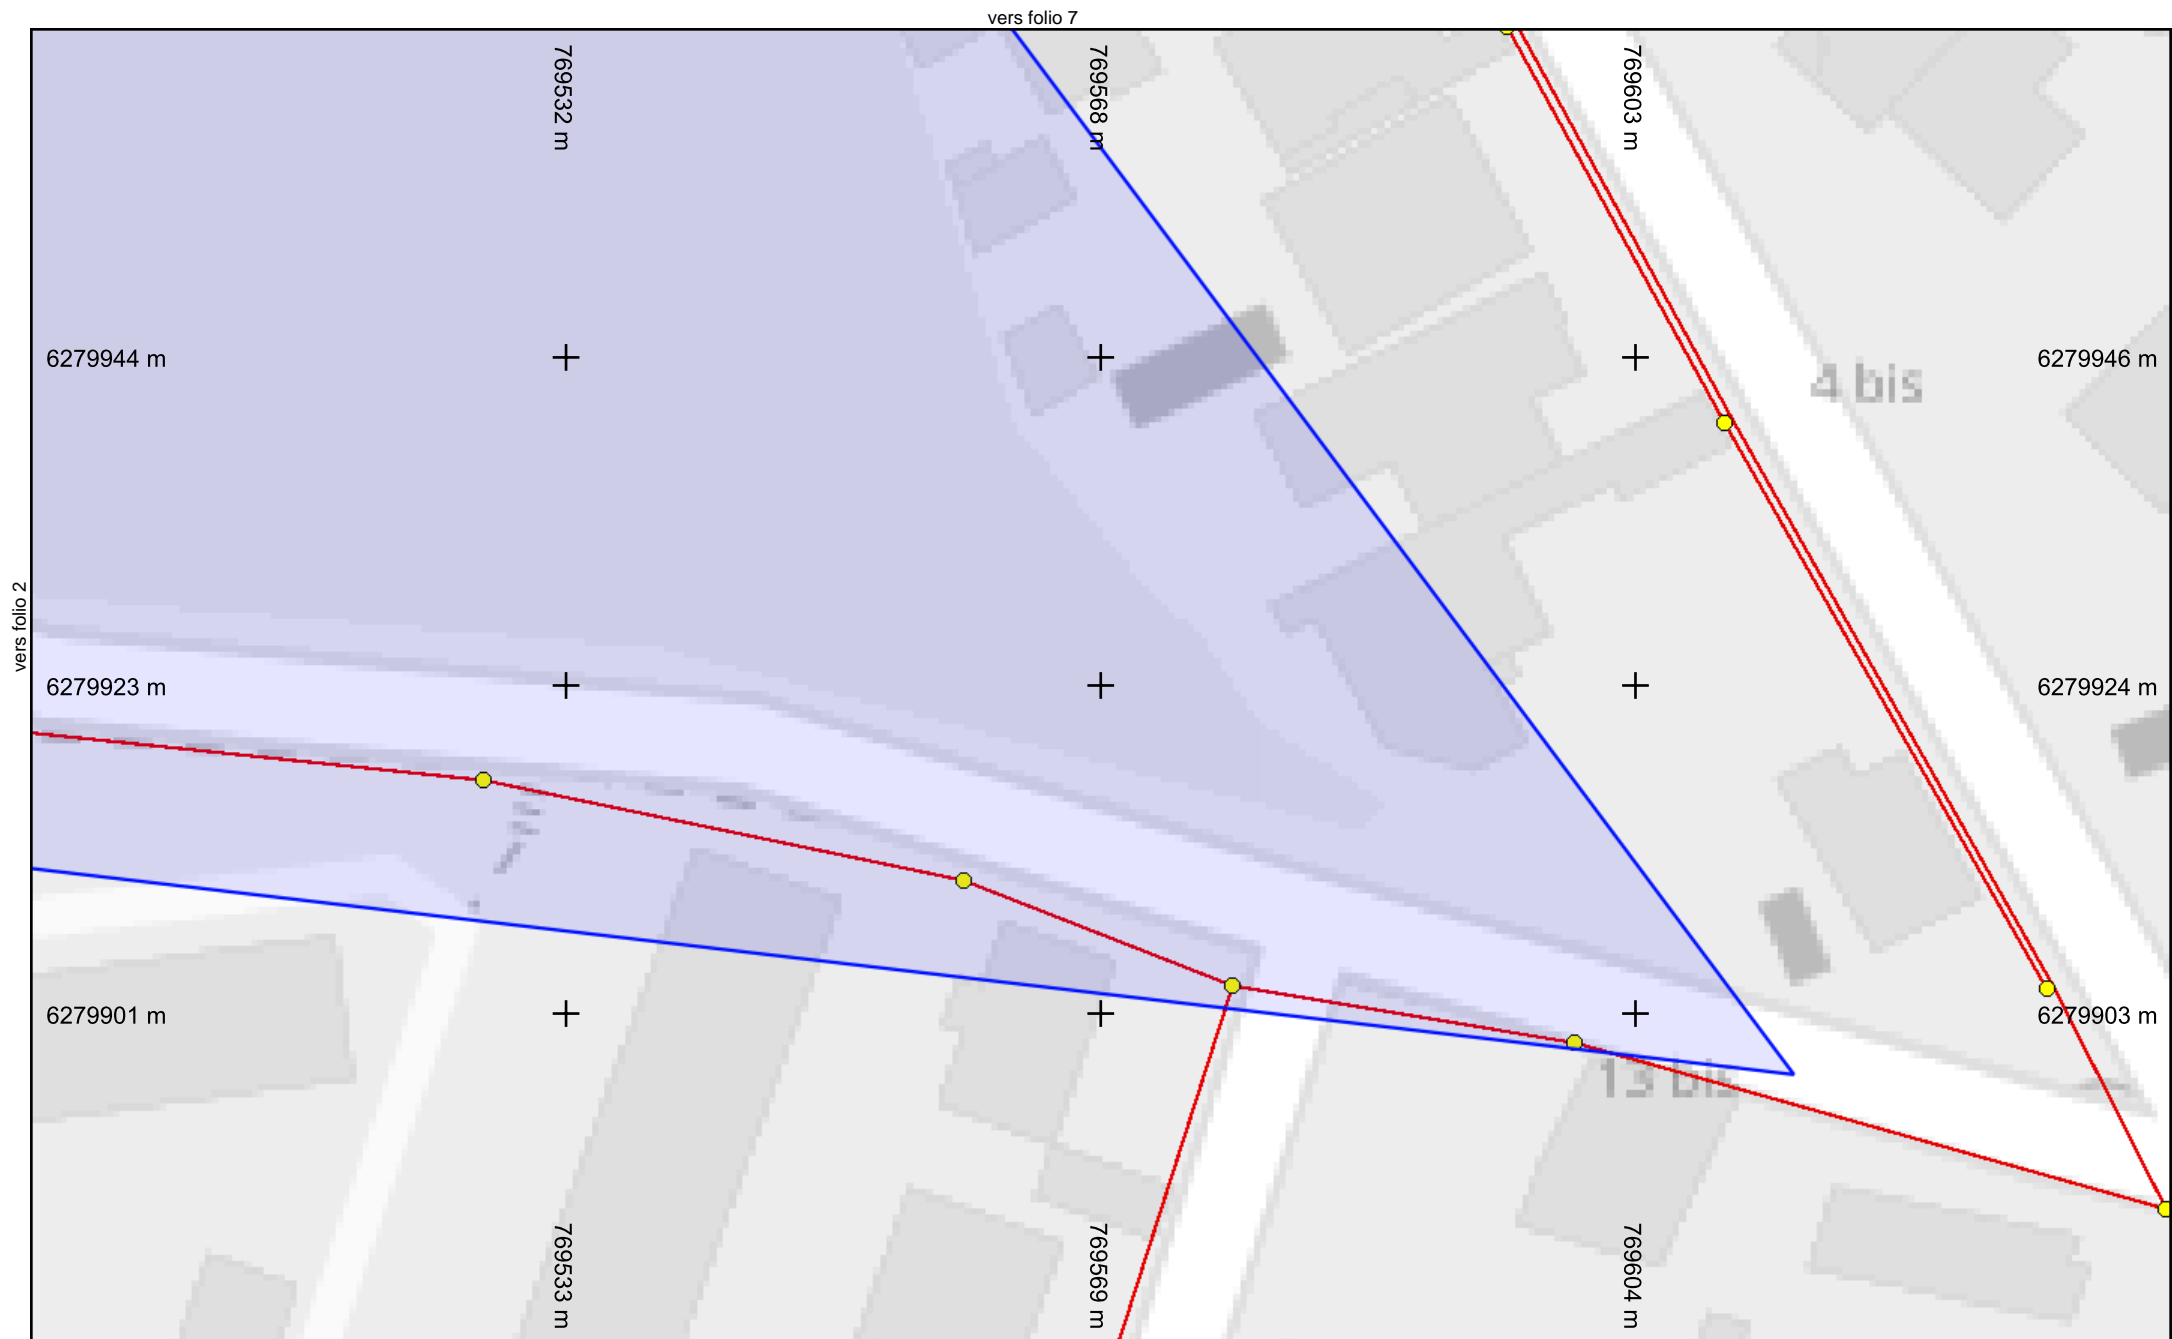 vers folio 7
769532 m
769568 m
769603 m
6279944 m
6279946 m
4 bis
vers folio 2
6279923 m
6279924 m
6279901 m
6279903 m
13 bis
769533 m
769569 m
769604 m